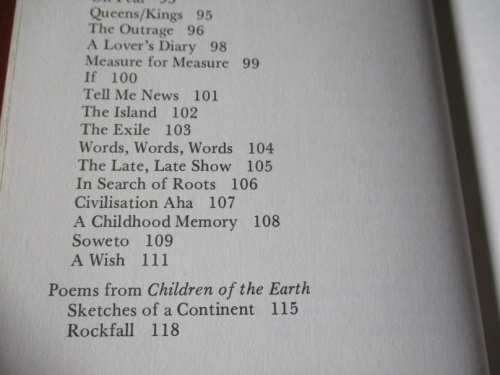 Queens/Kings 95
The Outrage 96
A Lover's Diary 98
Measure for Measure 99
If 100
Tell Me News 101
The Island 102
The Exile 103
Words, Words, Words 104
The Late, Late Show 105
In Search of Roots 106
Civilisation Aha 107
A Childhood Memory 108
Soweto 109
A Wish 111
Poems from Children of the Earth
Sketches of a Continent 115
Rockfall 118